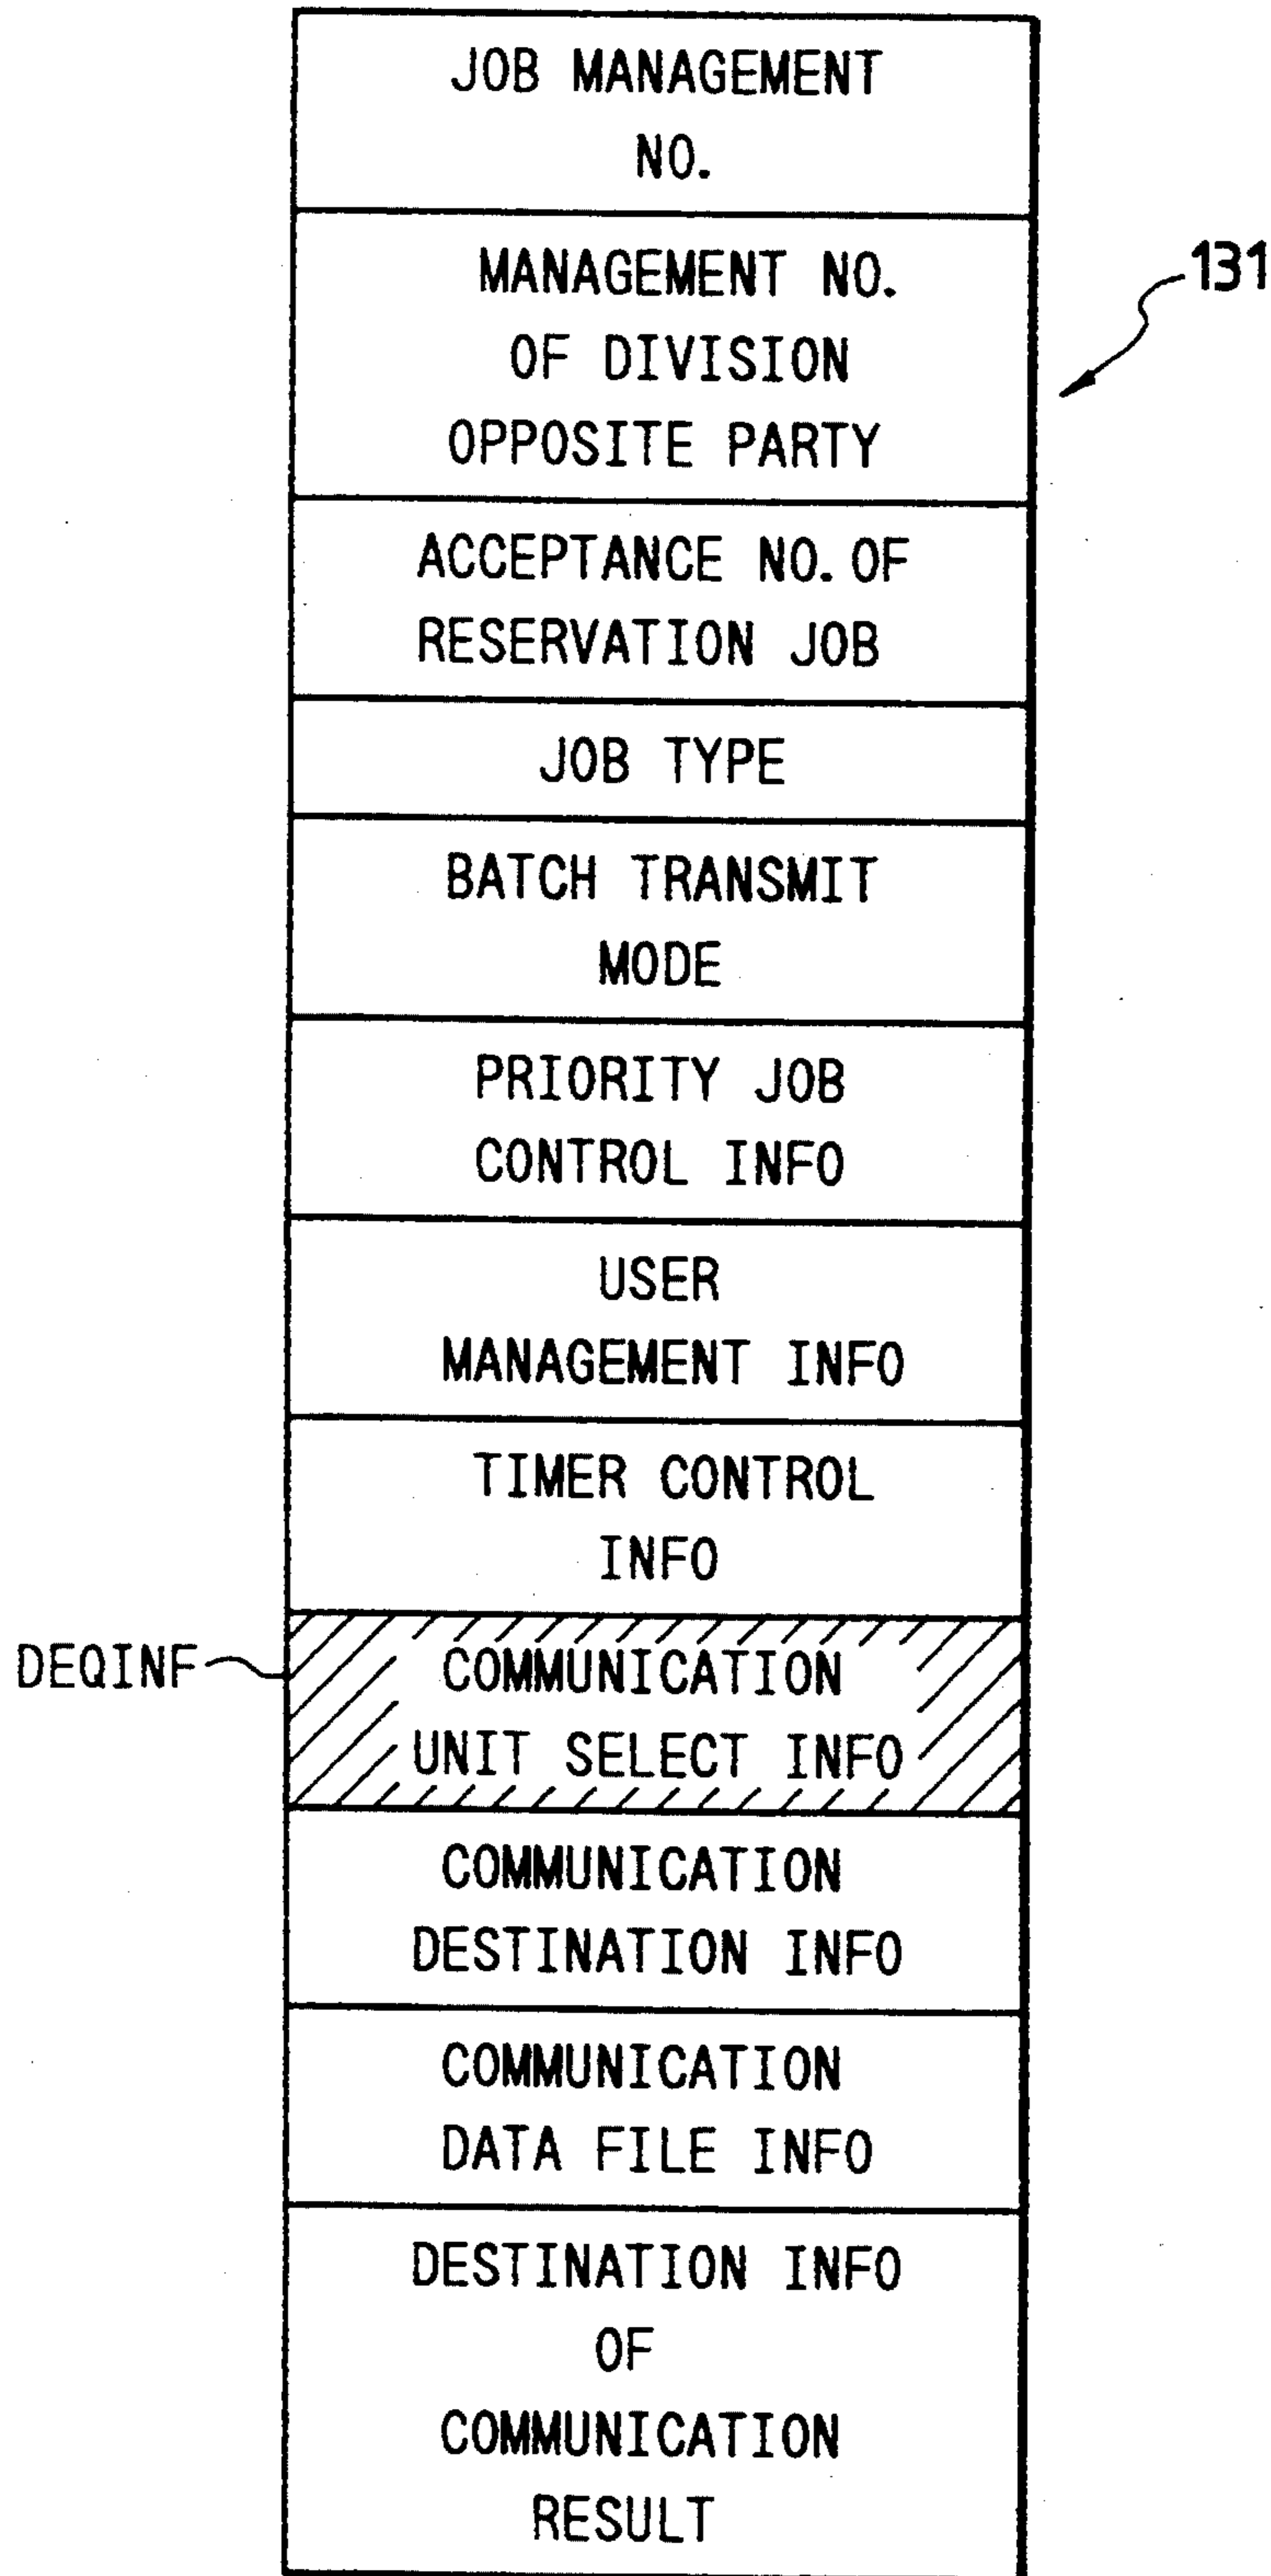 JOB MANAGEMENT
NO.
MANAGEMENT NO.
OF DIVISION
OPPOSITE PARTY
131
ACCEPTANCE NO. OF
RESERVATION JOB
JOB TYPE
BATCH TRANSMIT
MODE
PRIORITY JOB
CONTROL INFO
USER
MANAGEMENT INFO
TIMER CONTROL
INFO
DEQINF
COMMUNICATION
UNIT SELECT INFO
COMMUNICATION
DESTINATION INFO
COMMUNICATION
DATA FILE INFO
DESTINATION INFO
OF
COMMUNICATION
RESULT